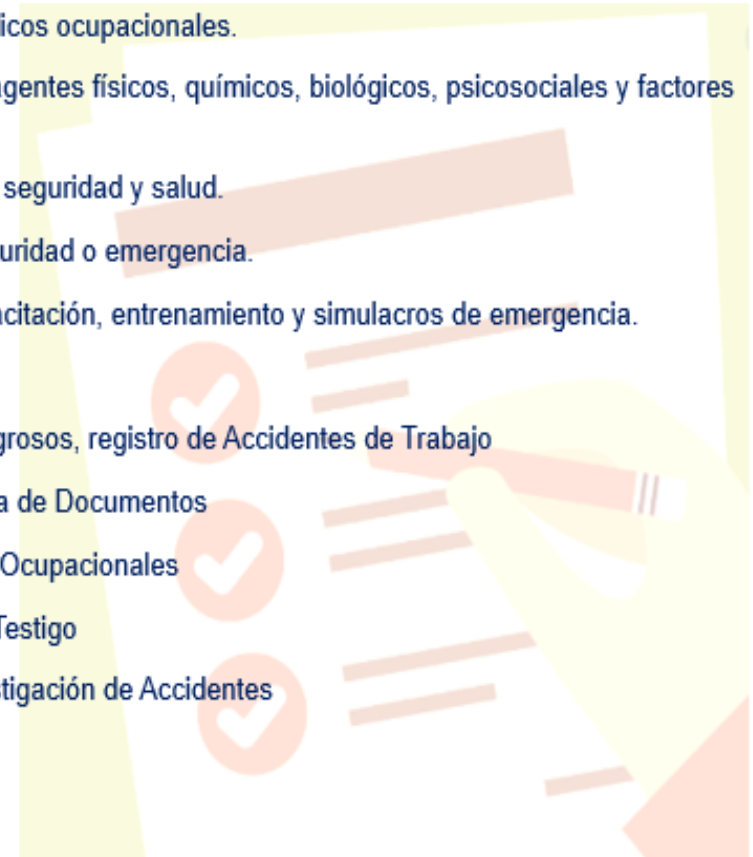 icos ocupacionales.
agentes físicos, químicos, biológicos, psicosociales y factores
seguridad y salud.
uridad o emergencia.
acitación, entrenamiento y simulacros de emergencia.
grosos, registro de Accidentes de Trabajo
a de Documentos
Ocupacionales
Testigo
stigación de Accidentes